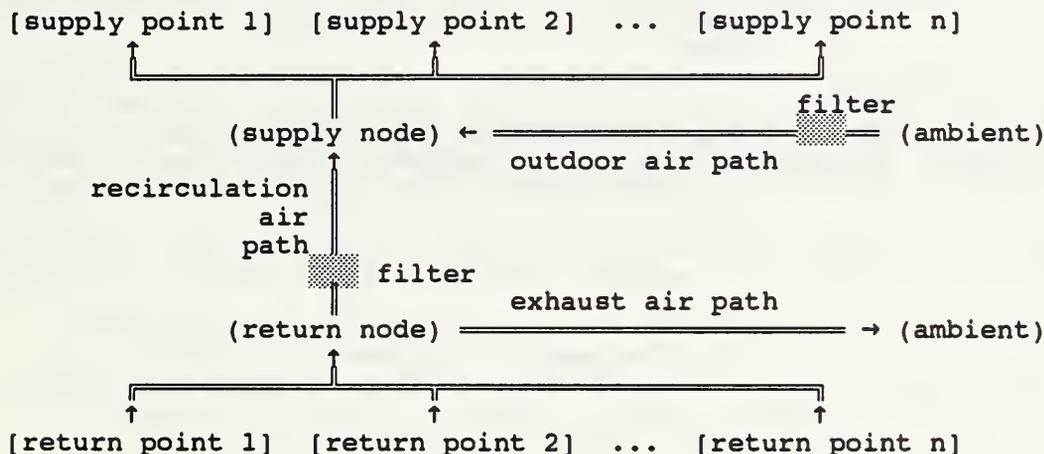 [supply point 1] [supply point 2] ... [supply point n]
filter
(supply node) ← (ambient)
outdoor air path
recirculation
air
path
filter
exhaust air path
(return node) → (ambient)
[return point 1] [return point 2] ... [return point n]